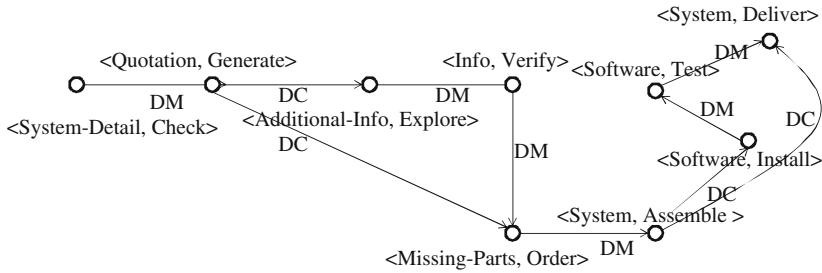 <System, Deliver>
<Quotation, Generate>
<Info, Verify>
<Software, Test>
DM
DM
DC
DM
DM
DC
<System-Detail, Check>
<Additional-Info, Explore>
DC
DM
<Software, Install>
DC
<System, Assemble >
DM
<Missing-Parts, Order>